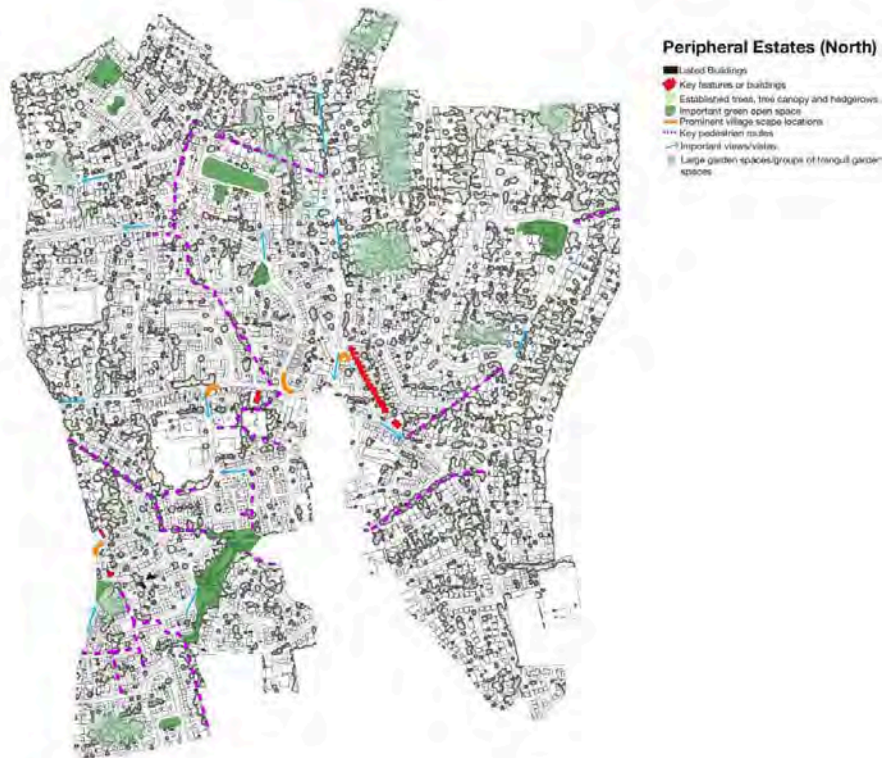 Peripheral Estates (North)
Listed Buildings
Key features or buildings
Established trees, tree canopy and hedgerows
Important green open space
Prominent village scape locations
Key pedestrian routes
Important views/vistas
Large garden spaces/groups of tranquil garden
spaces